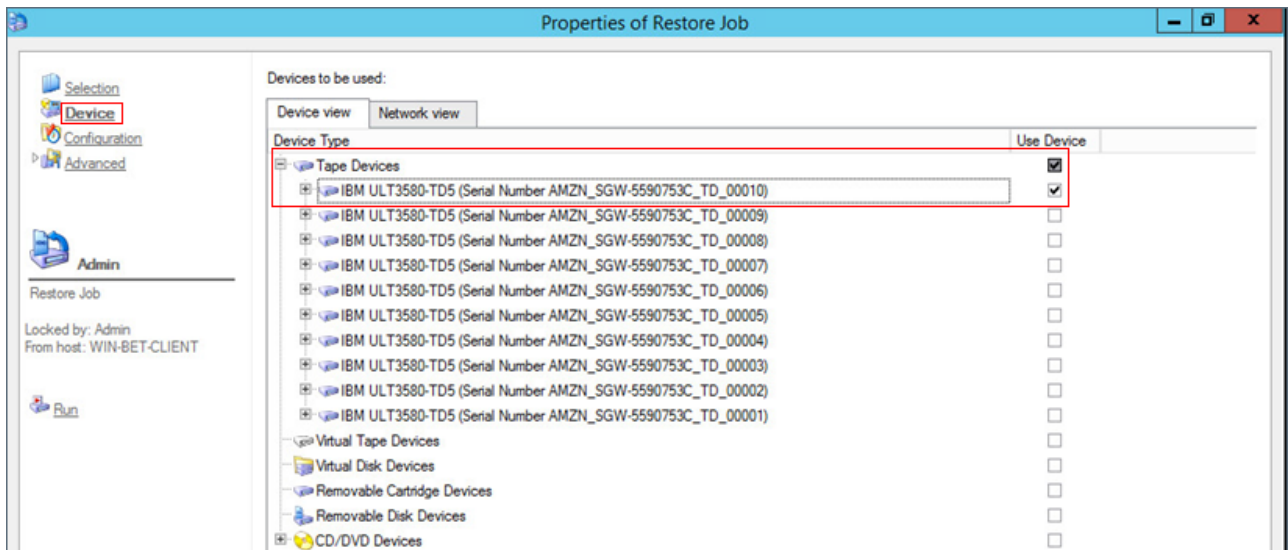 Properties of Restore Job
Selection
Device
Configuration
Advanced
Admin
Restore Job
Locked by: Admin
From host: WIN-BET-CLIENT
Run
Devices to be used:
Device view Network view
Device Type Use Device
Tape Devices
IBM ULT3580-TD5 (Serial Number AMZN_SGW-5590753C_TD_00010)
IBM ULT3580-TD5 (Serial Number AMZN_SGW-5590753C_TD_00009)
IBM ULT3580-TD5 (Serial Number AMZN_SGW-5590753C_TD_00008)
IBM ULT3580-TD5 (Serial Number AMZN_SGW-5590753C_TD_00007)
IBM ULT3580-TD5 (Serial Number AMZN_SGW-5590753C_TD_00006)
IBM ULT3580-TD5 (Serial Number AMZN_SGW-5590753C_TD_00005)
IBM ULT3580-TD5 (Serial Number AMZN_SGW-5590753C_TD_00004)
IBM ULT3580-TD5 (Serial Number AMZN_SGW-5590753C_TD_00003)
IBM ULT3580-TD5 (Serial Number AMZN_SGW-5590753C_TD_00002)
IBM ULT3580-TD5 (Serial Number AMZN_SGW-5590753C_TD_00001)
Virtual Tape Devices
Virtual Disk Devices
Removable Cartridge Devices
Removable Disk Devices
CD/DVD Devices